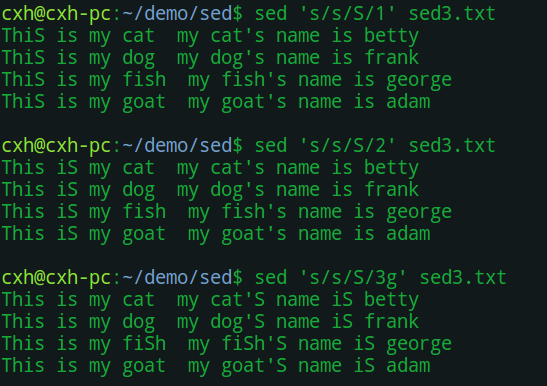 cxh@cxh-pc:~/demo/sed$ sed 's/s/S/1' sed3.txt
ThiS is my cat  my cat's name is betty
ThiS is my dog  my dog's name is frank
ThiS is my fish  my fish's name is george
ThiS is my goat  my goat's name is adam

cxh@cxh-pc:~/demo/sed$ sed 's/s/S/2' sed3.txt
This iS my cat  my cat's name is betty
This iS my dog  my dog's name is frank
This iS my fish  my fish's name is george
This iS my goat  my goat's name is adam

cxh@cxh-pc:~/demo/sed$ sed 's/s/S/3g' sed3.txt
This is my cat  my cat'S name iS betty
This is my dog  my dog'S name iS frank
This is my fiSh  my fiSh'S name iS george
This is my goat  my goat'S name iS adam